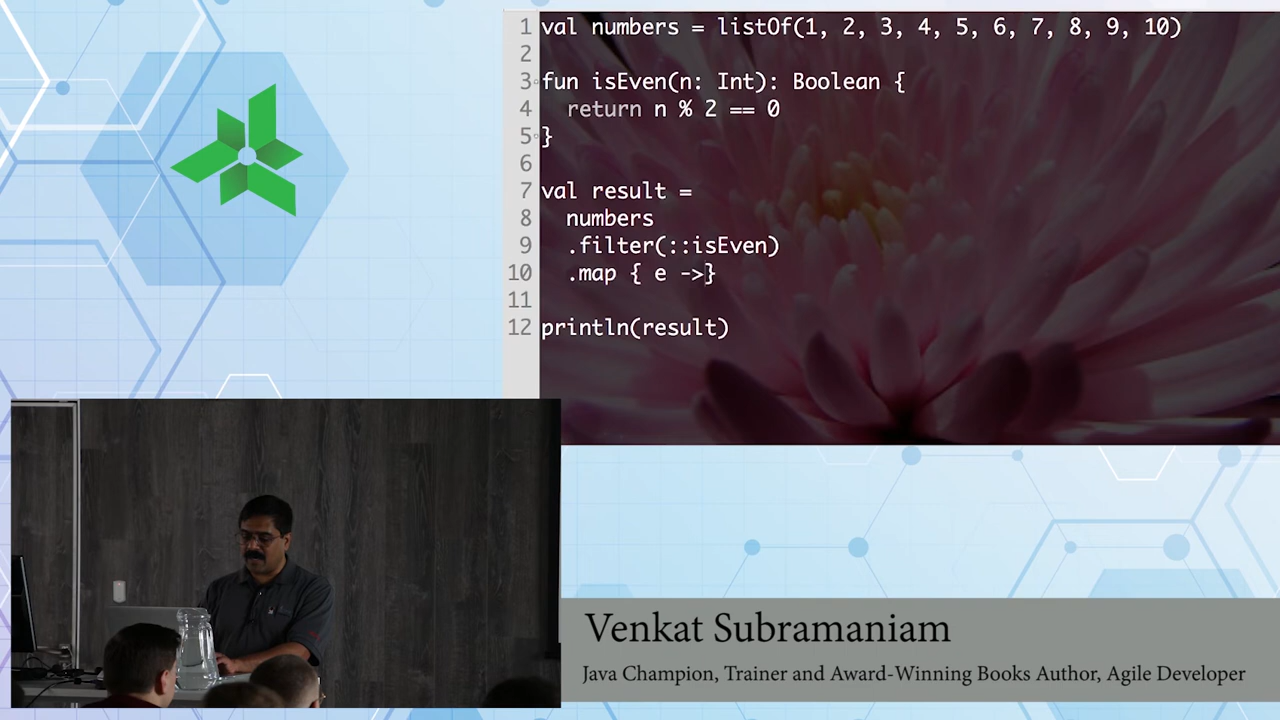 1 val numbers = listOf(1, 2, 3, 4, 5, 6, 7, 8, 9, 10)
2
3 fun isEven(n: Int): Boolean {
4   return n % 2 == 0
5 }
6
7 val result =
8   numbers
9   .filter(::isEven)
10   .map { e ->}
11
12 println(result)
Venkat Subramaniam
Java Champion, Trainer and Award-Winning Books Author, Agile Developer